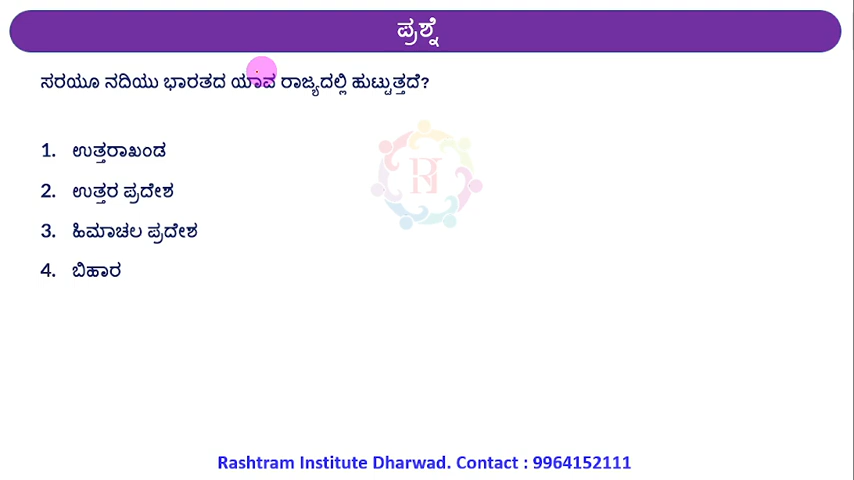 ಪ್ರಶ್ನೆ
ಸರಯೂ ನದಿಯು ಭಾರತದ ಯಾವ ರಾಜ್ಯದಲ್ಲಿ ಹುಟ್ಟುತ್ತದೆ?
1. ಉತ್ತರಾಖಂಡ
2. ಉತ್ತರ ಪ್ರದೇಶ
3. ಹಿಮಾಚಲ ಪ್ರದೇಶ
4. ಬಿಹಾರ
Rashtram Institute Dharwad. Contact : 9964152111